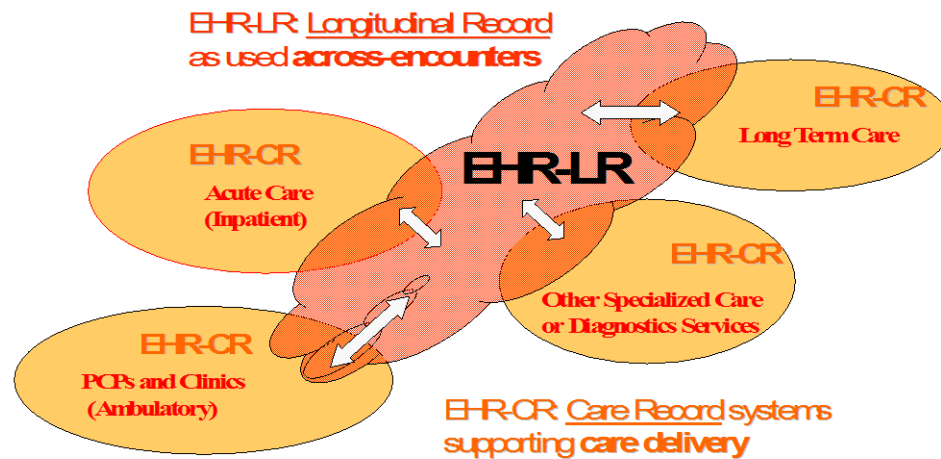 EHR-LR: Longitudinal Record
as used across-encounters
EHR-CR
Long Term Care
EHR-LR
EHR-CR
Acute Care
(Inpatient)
EHR-CR
Other Specialized Care
or Diagnostics Services
EHR-CR
PCPs and Clinics
(Ambulatory)
EHR-CR: Care Record systems
supporting care delivery